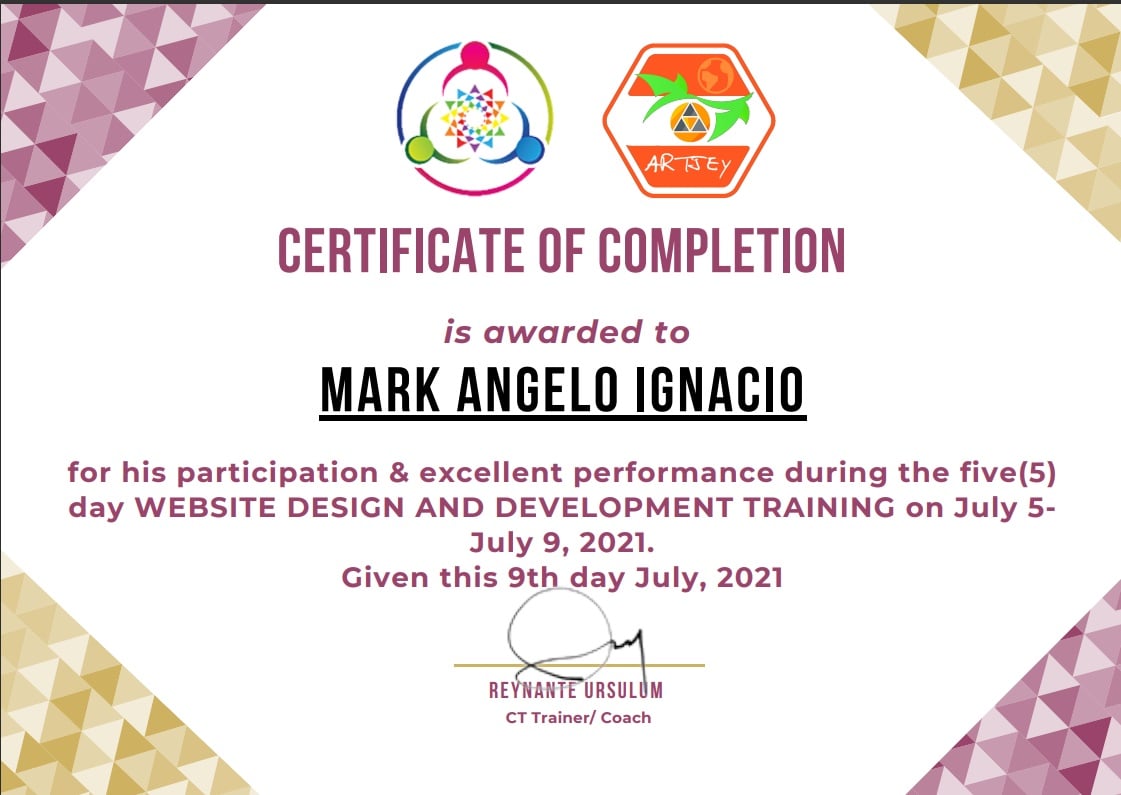 ARTJEY
CERTIFICATE OF COMPLETION
is awarded to
MARK ANGELO IGNACIO
for his participation & excellent performance during the five(5)
day WEBSITE DESIGN AND DEVELOPMENT TRAINING on July 5-
July 9, 2021.
Given this 9th day July, 2021
REYNANTE URSULUM
CT Trainer/ Coach